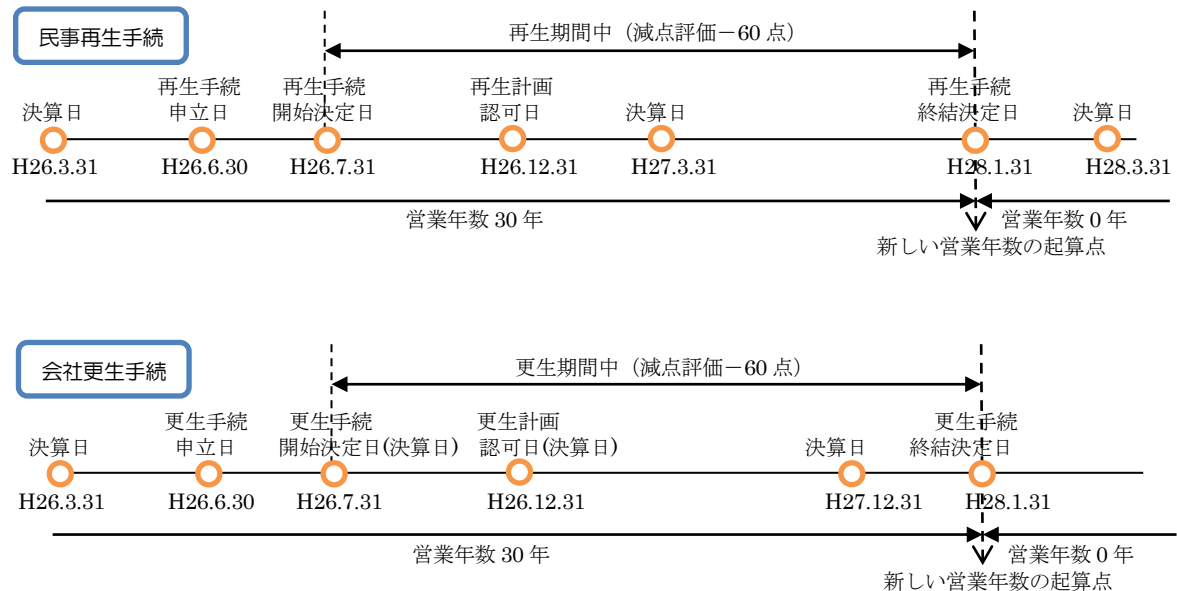 民事再生手続
再生期間中（減点評価－60 点）
決算日
再生手続
申立日
再生手続
開始決定日
再生計画
認可日
決算日
再生手続
終結決定日
決算日
H26.3.31
H26.6.30
H26.7.31
H26.12.31
H27.3.31
H28.1.31
H28.3.31
営業年数 30 年
営業年数 0 年
新しい営業年数の起算点
会社更生手続
更生期間中（減点評価－60 点）
決算日
更生手続
申立日
更生手続
開始決定日(決算日)
更生計画
認可日(決算日)
決算日
更生手続
終結決定日
H26.3.31
H26.6.30
H26.7.31
H26.12.31
H27.12.31
H28.1.31
営業年数 30 年
営業年数 0 年
新しい営業年数の起算点